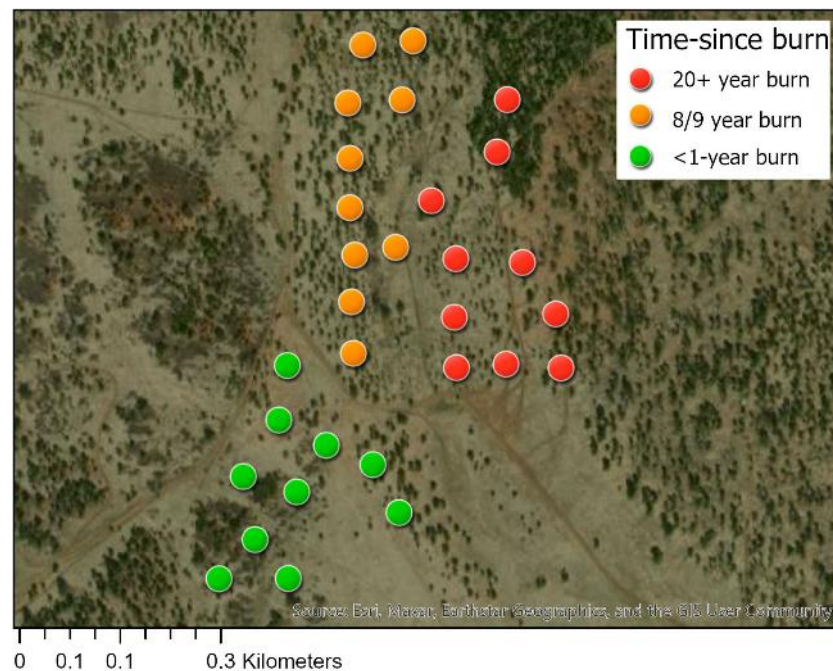 Time-since burn
20+ year burn
8/9 year burn
<1-year burn
Source: Esri, Maxar, Earthstar Geographics, and the GIS User Community
0 0.1 0.1 0.3 Kilometers